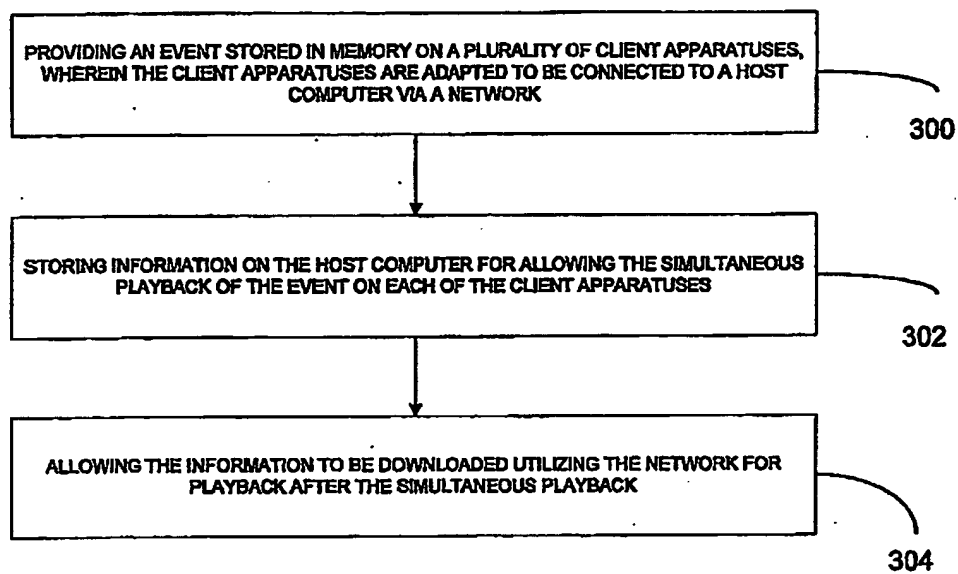 PROVIDING AN EVENT STORED IN MEMORY ON A PLURALITY OF CLIENT APPARATUSES,
WHEREIN THE CLIENT APPARATUSES ARE ADAPTED TO BE CONNECTED TO A HOST
COMPUTER VIA A NETWORK
300
STORING INFORMATION ON THE HOST COMPUTER FOR ALLOWING THE SIMULTANEOUS
PLAYBACK OF THE EVENT ON EACH OF THE CLIENT APPARATUSES
302
ALLOWING THE INFORMATION TO BE DOWNLOADED UTILIZING THE NETWORK FOR
PLAYBACK AFTER THE SIMULTANEOUS PLAYBACK
304